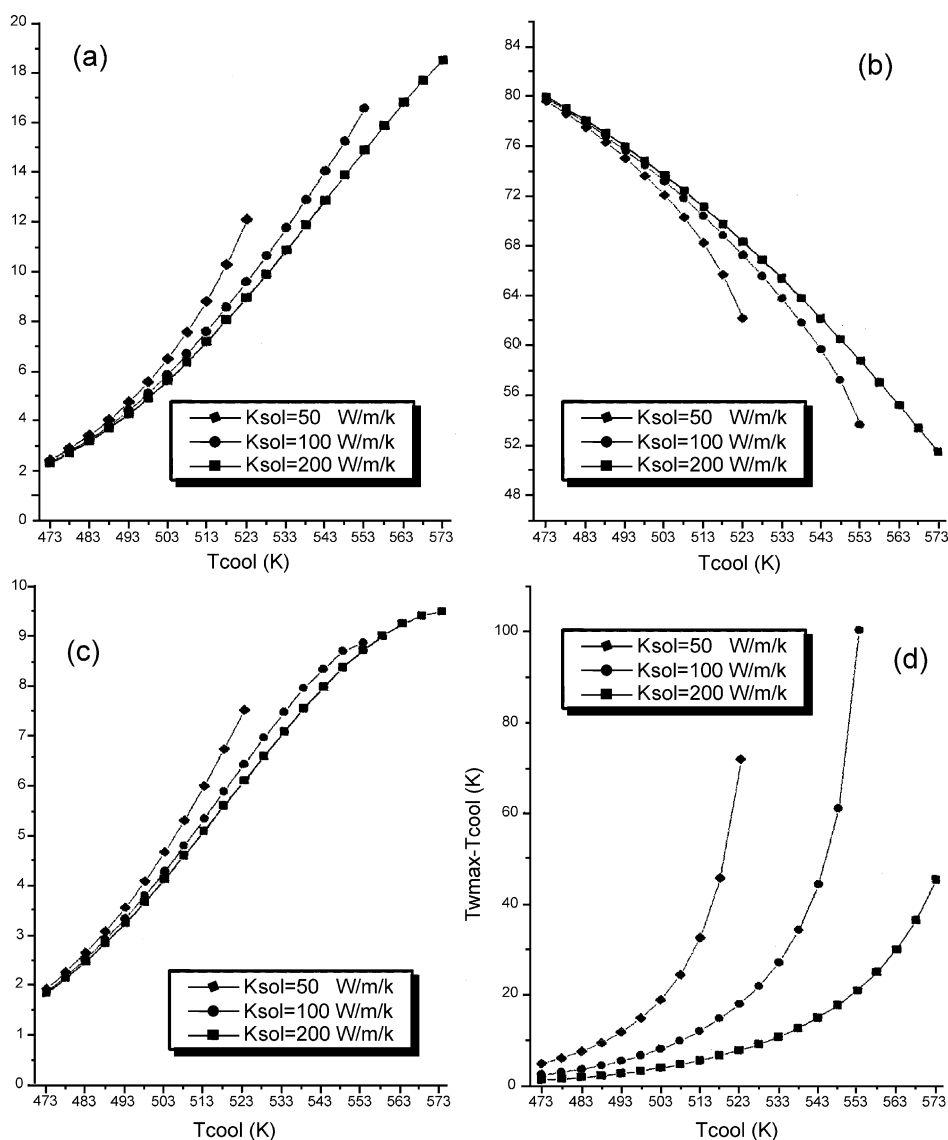 (a)
20
18
16
14
12
10
8
6
4
2
0
Ksol=50 W/m/k
Ksol=100 W/m/k
Ksol=200 W/m/k
473 483 493 503 513 523 533 543 553 563 573
Tcool (K)
(b)
84
80
76
72
68
64
60
56
52
48
Ksol=50 W/m/k
Ksol=100 W/m/k
Ksol=200 W/m/k
473 483 493 503 513 523 533 543 553 563 573
Tcool (K)
(c)
10
9
8
7
6
5
4
3
2
1
0
Ksol=50 W/m/k
Ksol=100 W/m/k
Ksol=200 W/m/k
473 483 493 503 513 523 533 543 553 563 573
Tcool (K)
(d)
Twmax-Tcool (K)
100
80
60
40
20
0
Ksol=50 W/m/k
Ksol=100 W/m/k
Ksol=200 W/m/k
473 483 493 503 513 523 533 543 553 563 573
Tcool (K)